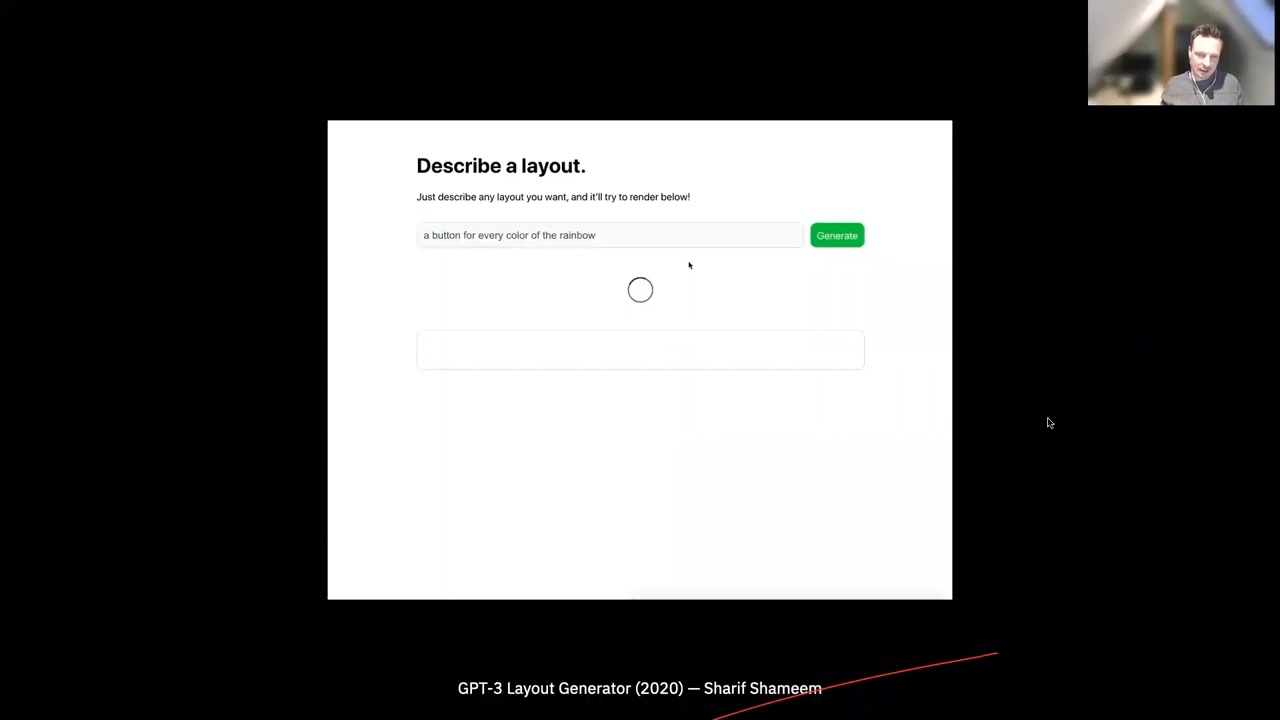 Describe a layout.
Just describe any layout you want, and it'll try to render below!
a button for every color of the rainbow
Generate
GPT-3 Layout Generator (2020) — Sharif Shameem